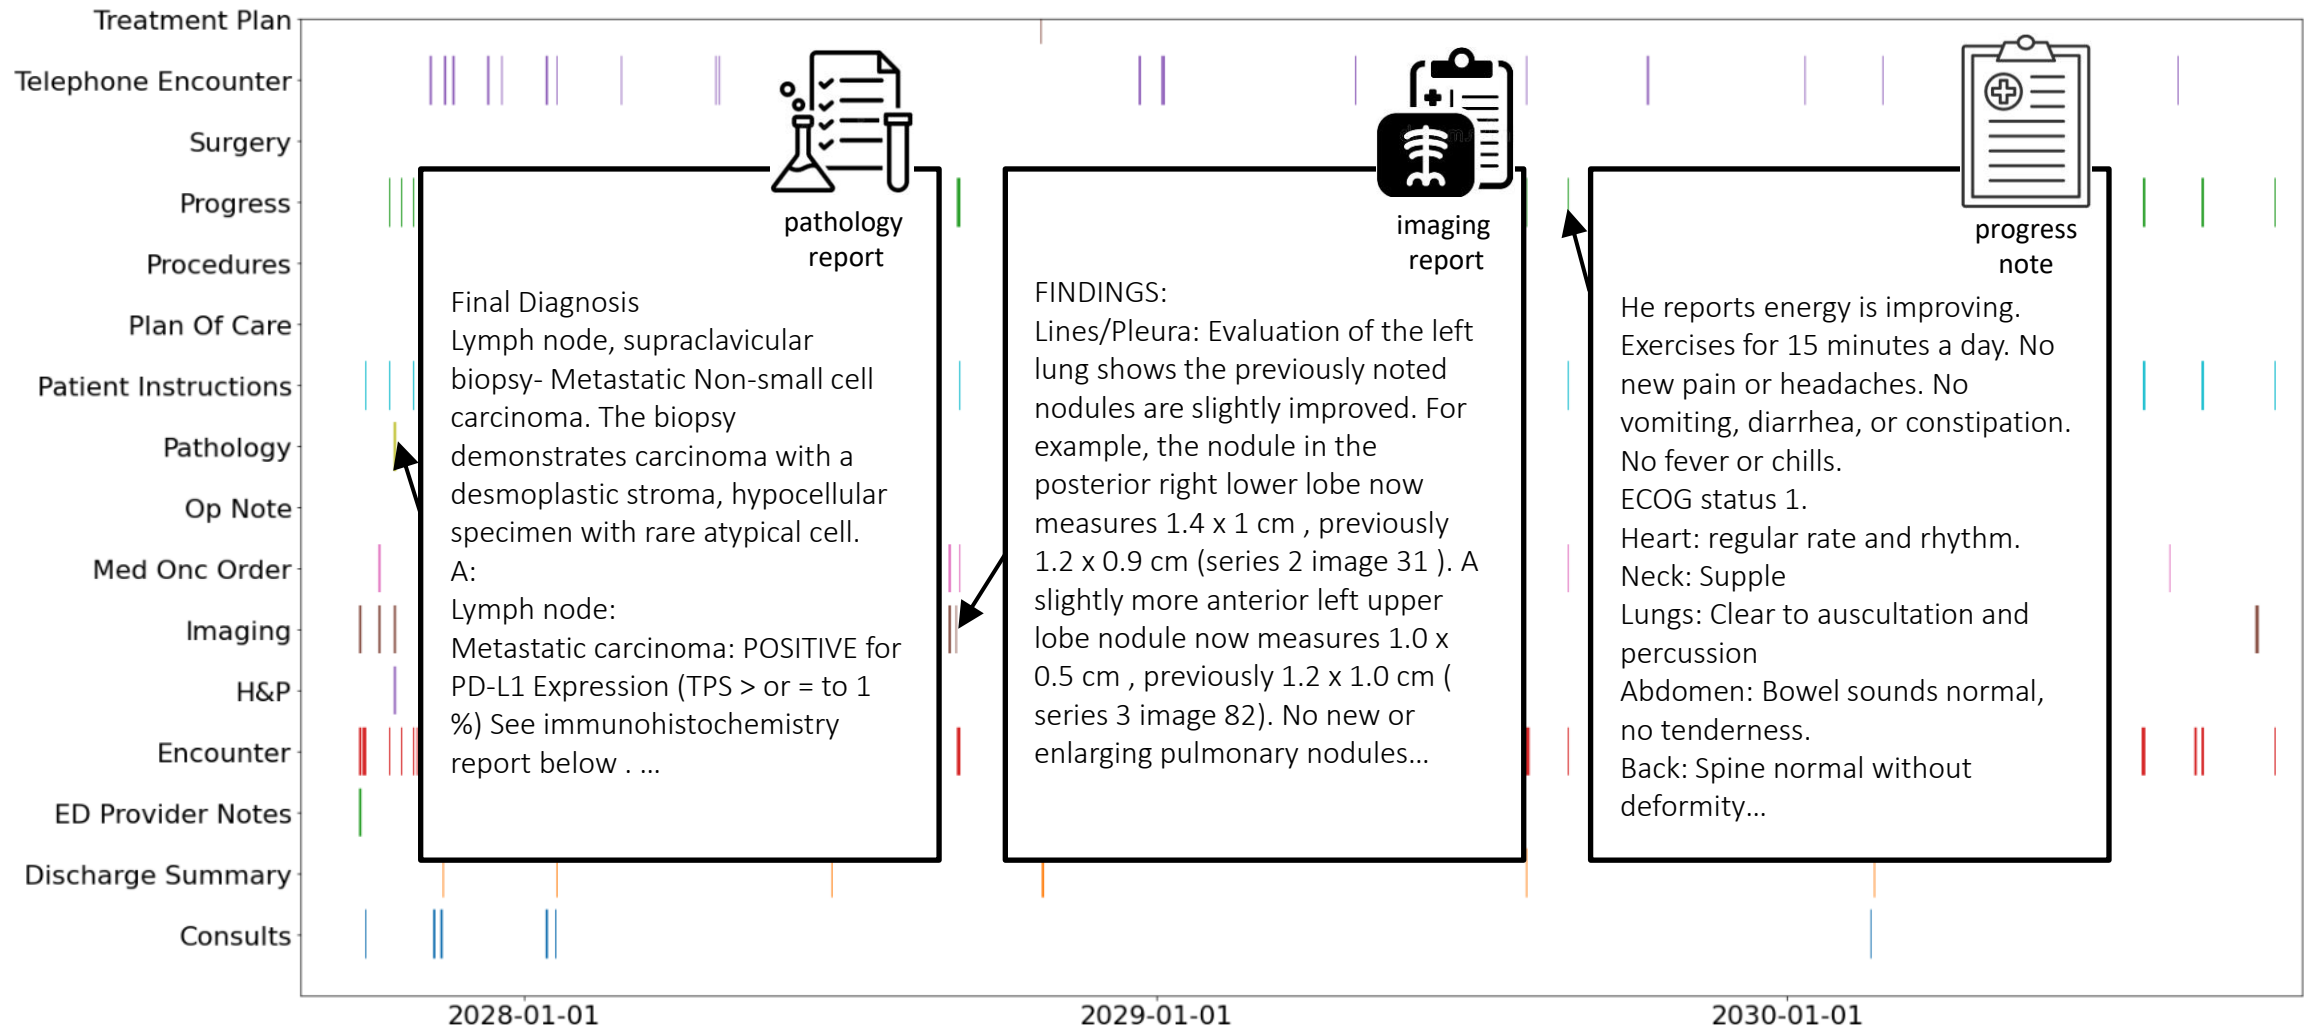 Treatment Plan
Telephone Encounter
Surgery
Progress
Procedures
Plan Of Care
Patient Instructions
Pathology
Op Note
Med Onc Order
Imaging
H&P
Encounter
ED Provider Notes
Discharge Summary
Consults
pathology
report
Final Diagnosis
Lymph node, supraclavicular
biopsy- Metastatic Non-small cell
carcinoma. The biopsy
demonstrates carcinoma with a
desmoplastic stroma, hypocellular
specimen with rare atypical cell.
A:
Lymph node:
Metastatic carcinoma: POSITIVE for
PD-L1 Expression (TPS > or = to 1
%) See immunohistochemistry
report below . ...
imaging
report
FINDINGS:
Lines/Pleura: Evaluation of the left
lung shows the previously noted
nodules are slightly improved. For
example, the nodule in the
posterior right lower lobe now
measures 1.4 x 1 cm , previously
1.2 x 0.9 cm (series 2 image 31 ). A
slightly more anterior left upper
lobe nodule now measures 1.0 x
0.5 cm , previously 1.2 x 1.0 cm (
series 3 image 82). No new or
enlarging pulmonary nodules...
progress
note
He reports energy is improving.
Exercises for 15 minutes a day. No
new pain or headaches. No
vomiting, diarrhea, or constipation.
No fever or chills.
ECOG status 1.
Heart: regular rate and rhythm.
Neck: Supple
Lungs: Clear to auscultation and
percussion
Abdomen: Bowel sounds normal,
no tenderness.
Back: Spine normal without
deformity...
2028-01-01
2029-01-01
2030-01-01